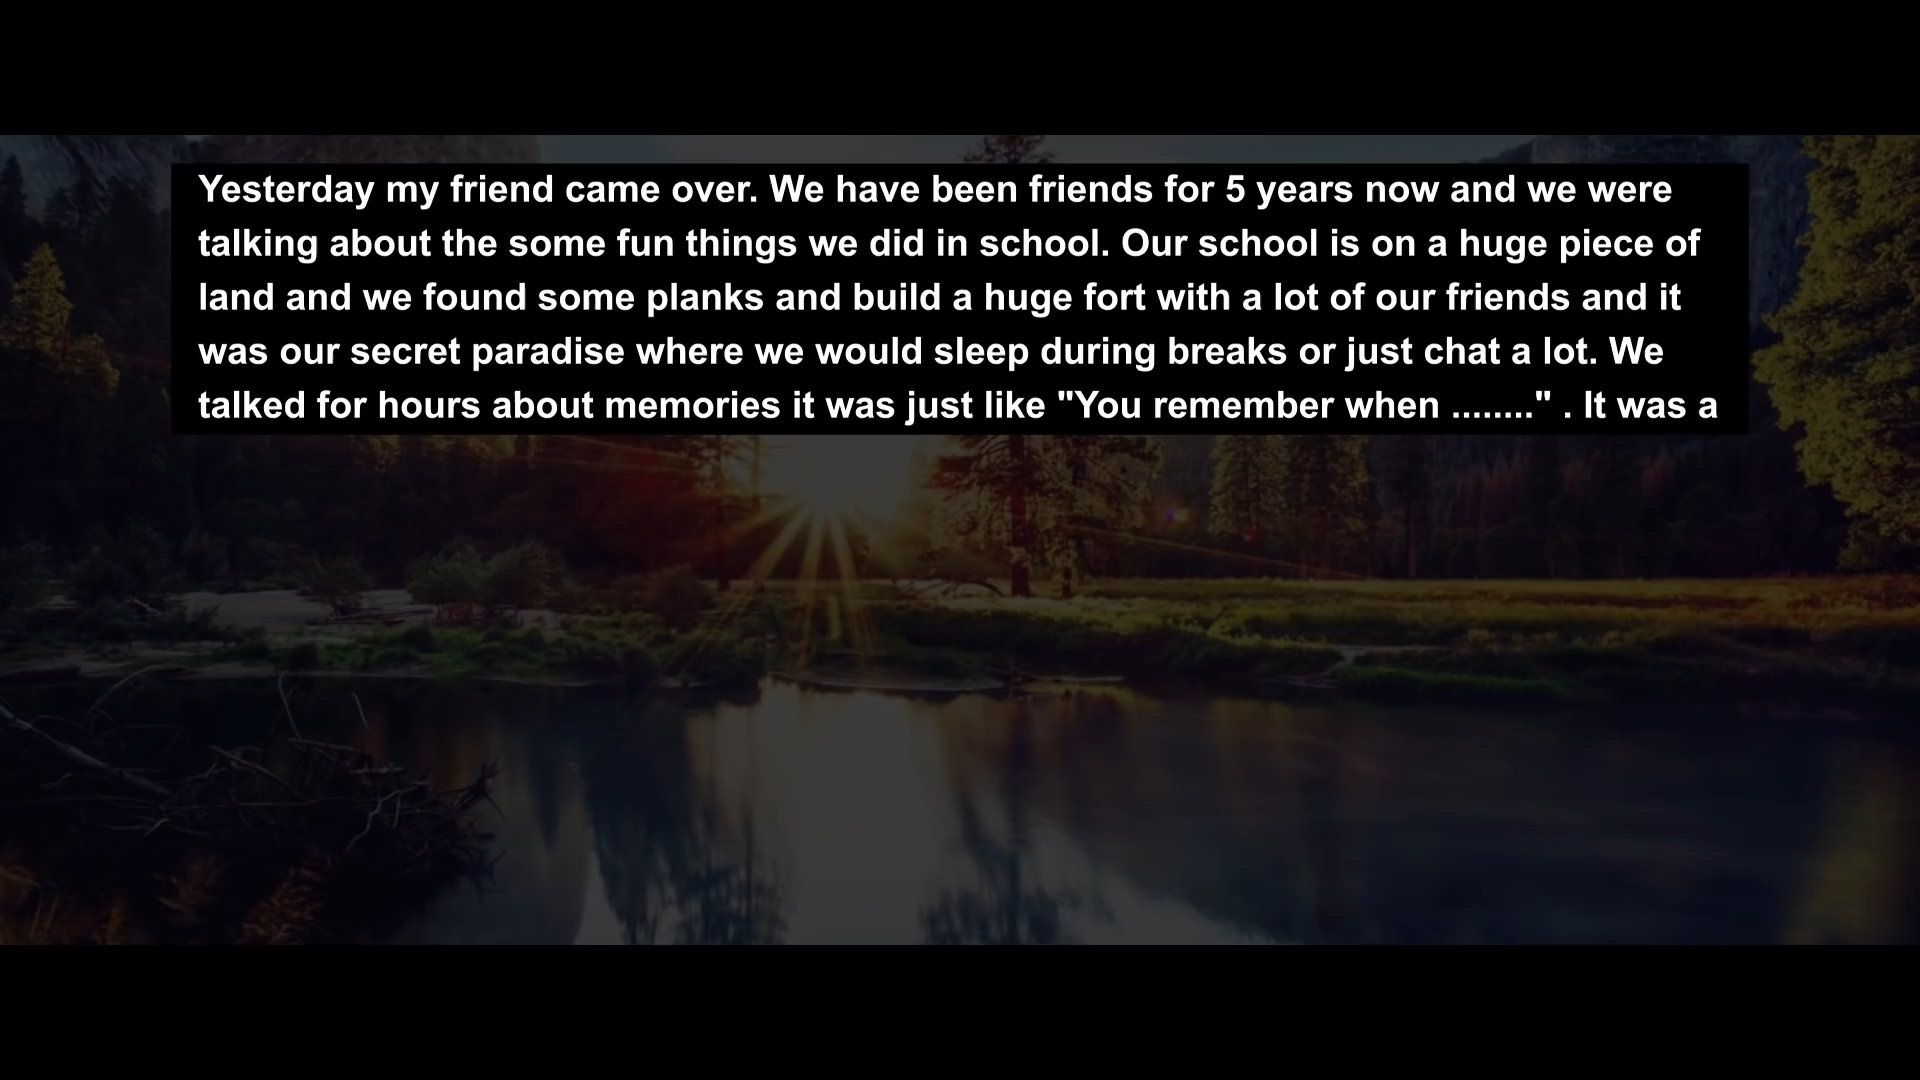 Yesterday my friend came over. We have been friends for 5 years now and we were
talking about the some fun things we did in school. Our school is on a huge piece of
land and we found some planks and build a huge fort with a lot of our friends and it
was our secret paradise where we would sleep during breaks or just chat a lot. We
talked for hours about memories it was just like "You remember when ........" . It was a